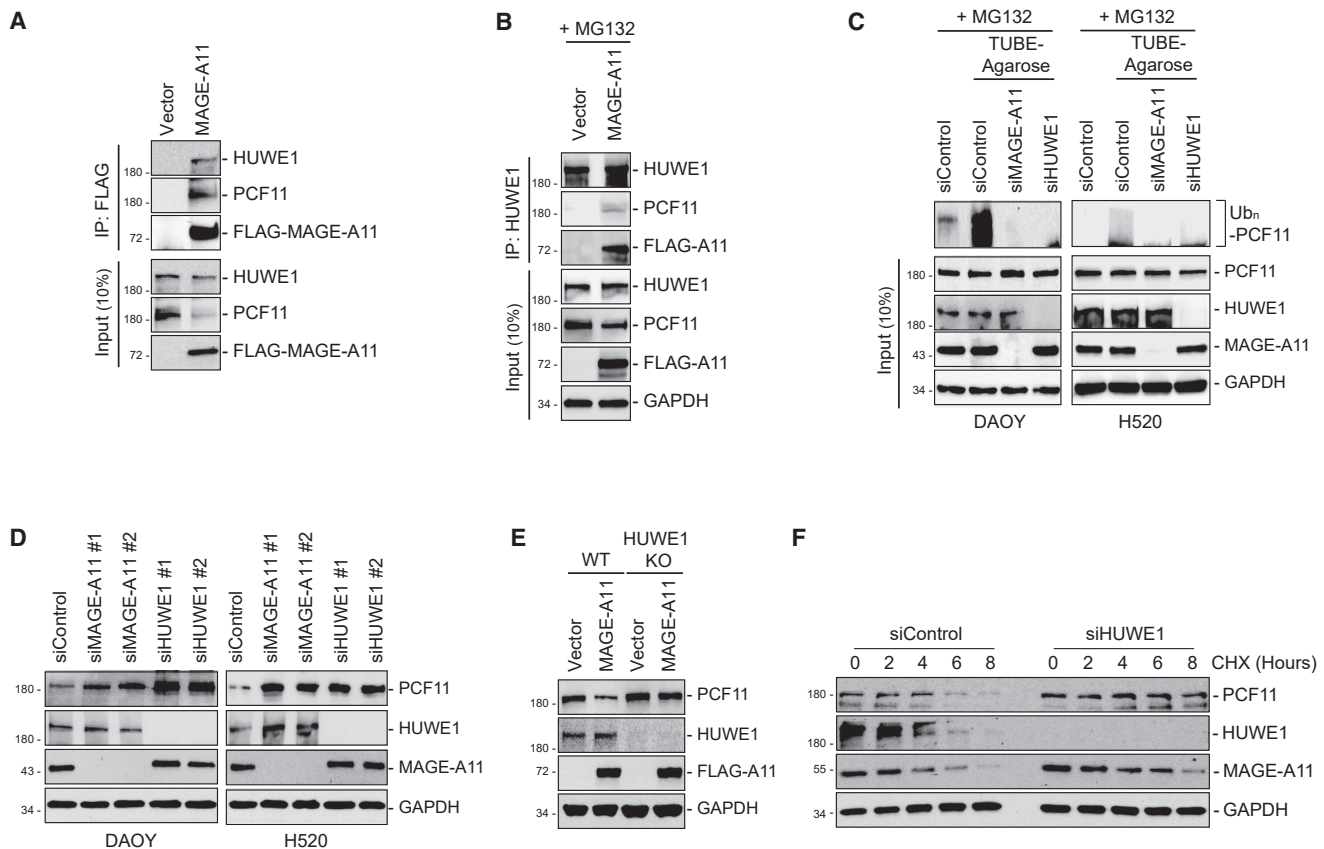 A
Vector
MAGE-A11
IP: FLAG
180 -
- HUWE1
180 -
- PCF11
72 -
- FLAG-MAGE-A11
Input (10%)
180 -
- HUWE1
180 -
- PCF11
72 -
- FLAG-MAGE-A11
B
+ MG132
Vector
MAGE-A11
IP: HUWE1
180 -
- HUWE1
180 -
- PCF11
72 -
- FLAG-A11
Input (10%)
180 -
- HUWE1
180 -
- PCF11
72 -
- FLAG-A11
34 -
- GAPDH
C
+ MG132 + MG132
TUBE- TUBE-
Agarose Agarose
siControl siControl siMAGE-A11 siHUWE1 siControl siControl siMAGE-A11 siHUWE1
Ubn
-PCF11
Input (10%)
180 -
- PCF11
180 -
- HUWE1
43 -
- MAGE-A11
34 -
- GAPDH
DAOY H520
D
siControl siMAGE-A11 #1 siMAGE-A11 #2 siHUWE1 #1 siHUWE1 #2 siControl siMAGE-A11 #1 siMAGE-A11 #2 siHUWE1 #1 siHUWE1 #2
180 -
- PCF11
180 -
- HUWE1
43 -
- MAGE-A11
34 -
- GAPDH
DAOY H520
E
HUWE1
WT KO
Vector MAGE-A11 Vector MAGE-A11
180 -
- PCF11
180 -
- HUWE1
72 -
- FLAG-A11
34 -
- GAPDH
F
siControl siHUWE1
0 2 4 6 8 0 2 4 6 8 CHX (Hours)
180 -
- PCF11
180 -
- HUWE1
55 -
- MAGE-A11
34 -
- GAPDH